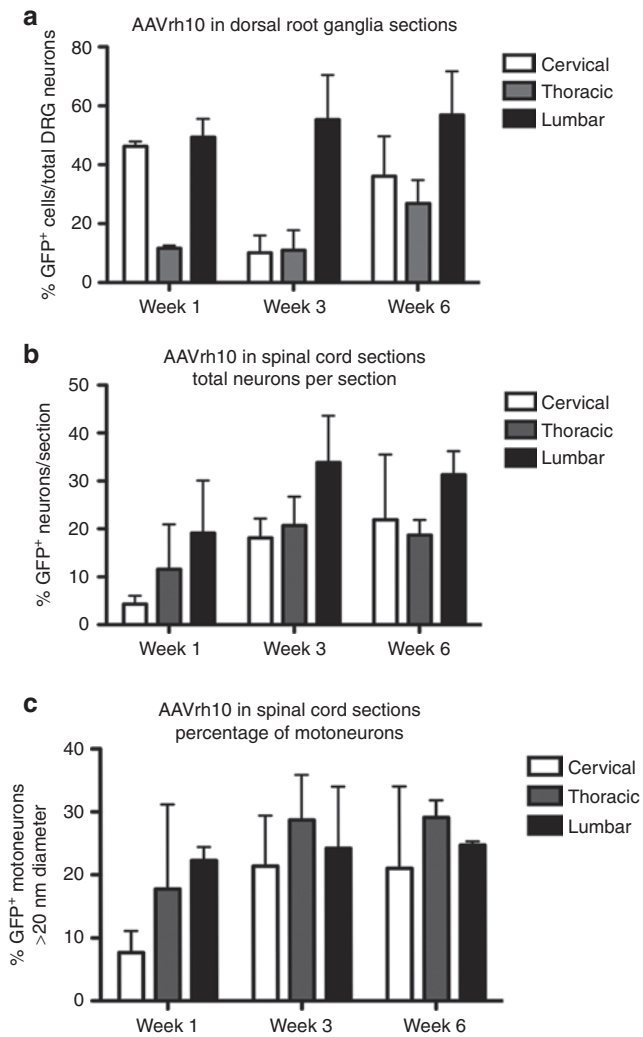 a
AAVrh10 in dorsal root ganglia sections
% GFP+ cells/total DRG neurons
80
60
40
20
0
Week 1 Week 3 Week 6
Cervical
Thoracic
Lumbar
b
AAVrh10 in spinal cord sections
total neurons per section
% GFP+ neurons/section
50
40
30
20
10
0
Week 1 Week 3 Week 6
Cervical
Thoracic
Lumbar
c
AAVrh10 in spinal cord sections
percentage of motoneurons
% GFP+ motoneurons
>20 nm diameter
40
30
20
10
0
Week 1 Week 3 Week 6
Cervical
Thoracic
Lumbar